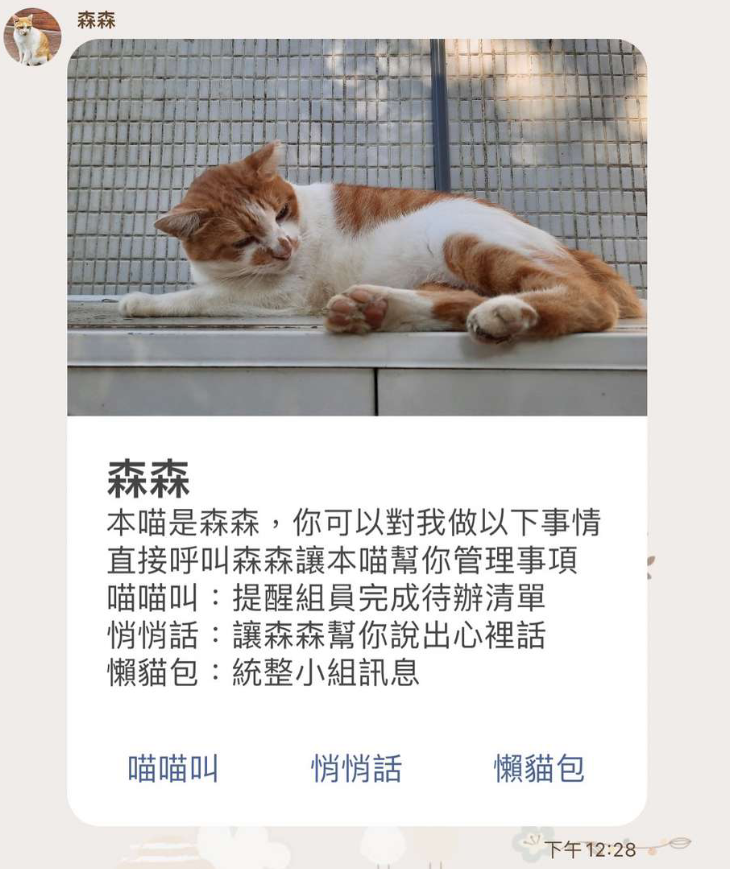 森森
森森
本喵是森森，你可以對我做以下事情
直接呼叫森森讓本喵幫你管理事項
喵喵叫：提醒組員完成待辦清單
悄悄話：讓森森幫你說出心裡話
懶貓包：統整小組訊息
喵喵叫 悄悄話 懶貓包
下午 12:28